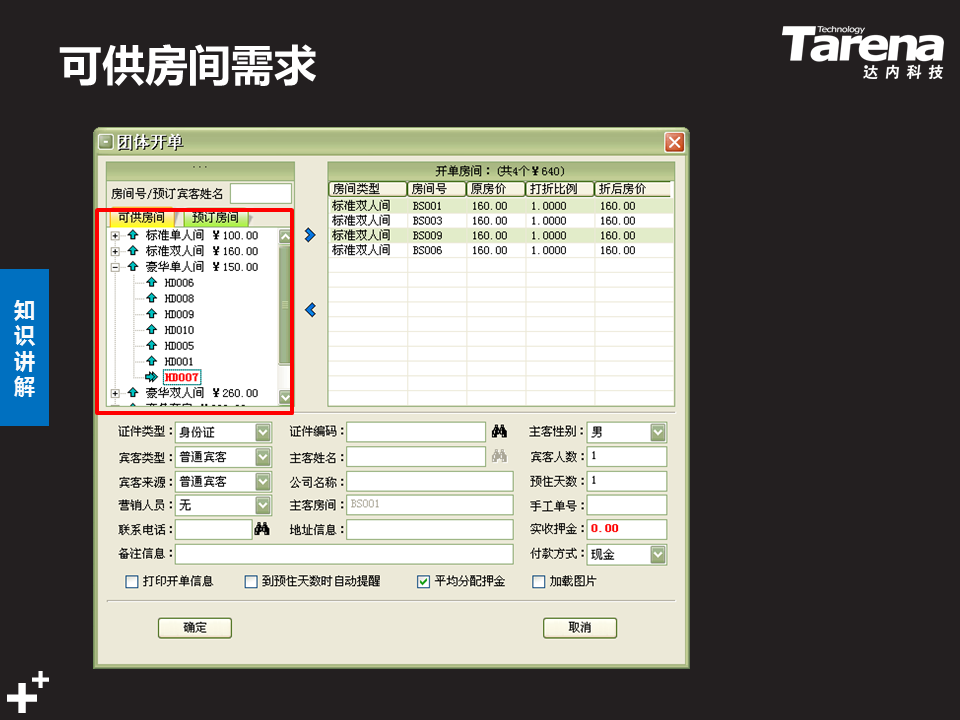 可供房间需求
Technology
Tarena
达内科技
知识讲解
团体开单
房间号/预订宾客姓名
可供房间 预订房间
标准单人间 ￥100.00
标准双人间 ￥160.00
豪华单人间 ￥150.00
HD006
HD008
HD009
HD010
HD005
HD001
HD007
豪华双人间 ￥260.00
开单房间：(共4个￥640)
房间类型 房间号 原房价 打折比例 折后房价
标准双人间 BS001 160.00 1.0000 160.00
标准双人间 BS003 160.00 1.0000 160.00
标准双人间 BS009 160.00 1.0000 160.00
标准双人间 BS006 160.00 1.0000 160.00
证件类型：身份证 证件编码： 主客性别：男
宾客类型：普通宾客 主客姓名： 宾客人数：1
宾客来源：普通宾客 公司名称： 预住天数：1
营销人员：无 主客房间：BS001 手工单号：
联系电话： 地址信息： 实收押金：0.00
备注信息： 付款方式：现金
打印开单信息 到预住天数时自动提醒 平均分配押金 加载图片
确定 取消